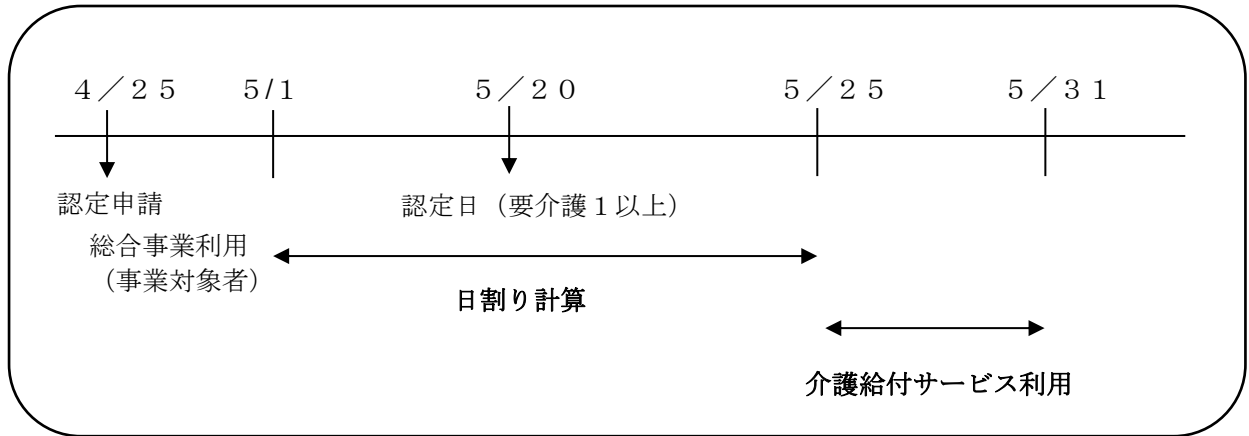 4／25 5/1 5／20 5／25 5／31
認定申請 認定日（要介護１以上）
総合事業利用
（事業対象者）
日割り計算
介護給付サービス利用